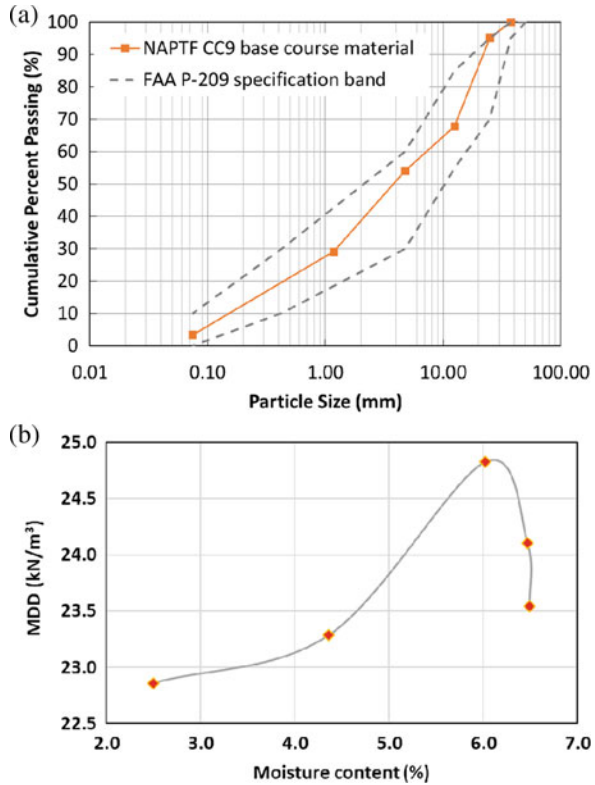 (a)
100
90
80
70
60
50
40
30
20
10
0
Cumulative Percent Passing (%)
NAPTF CC9 base course material
FAA P-209 specification band
0.01 0.10 1.00 10.00 100.00
Particle Size (mm)
(b)
25.0
24.5
24.0
23.5
23.0
22.5
MDD (kN/m³)
2.0 3.0 4.0 5.0 6.0 7.0
Moisture content (%)